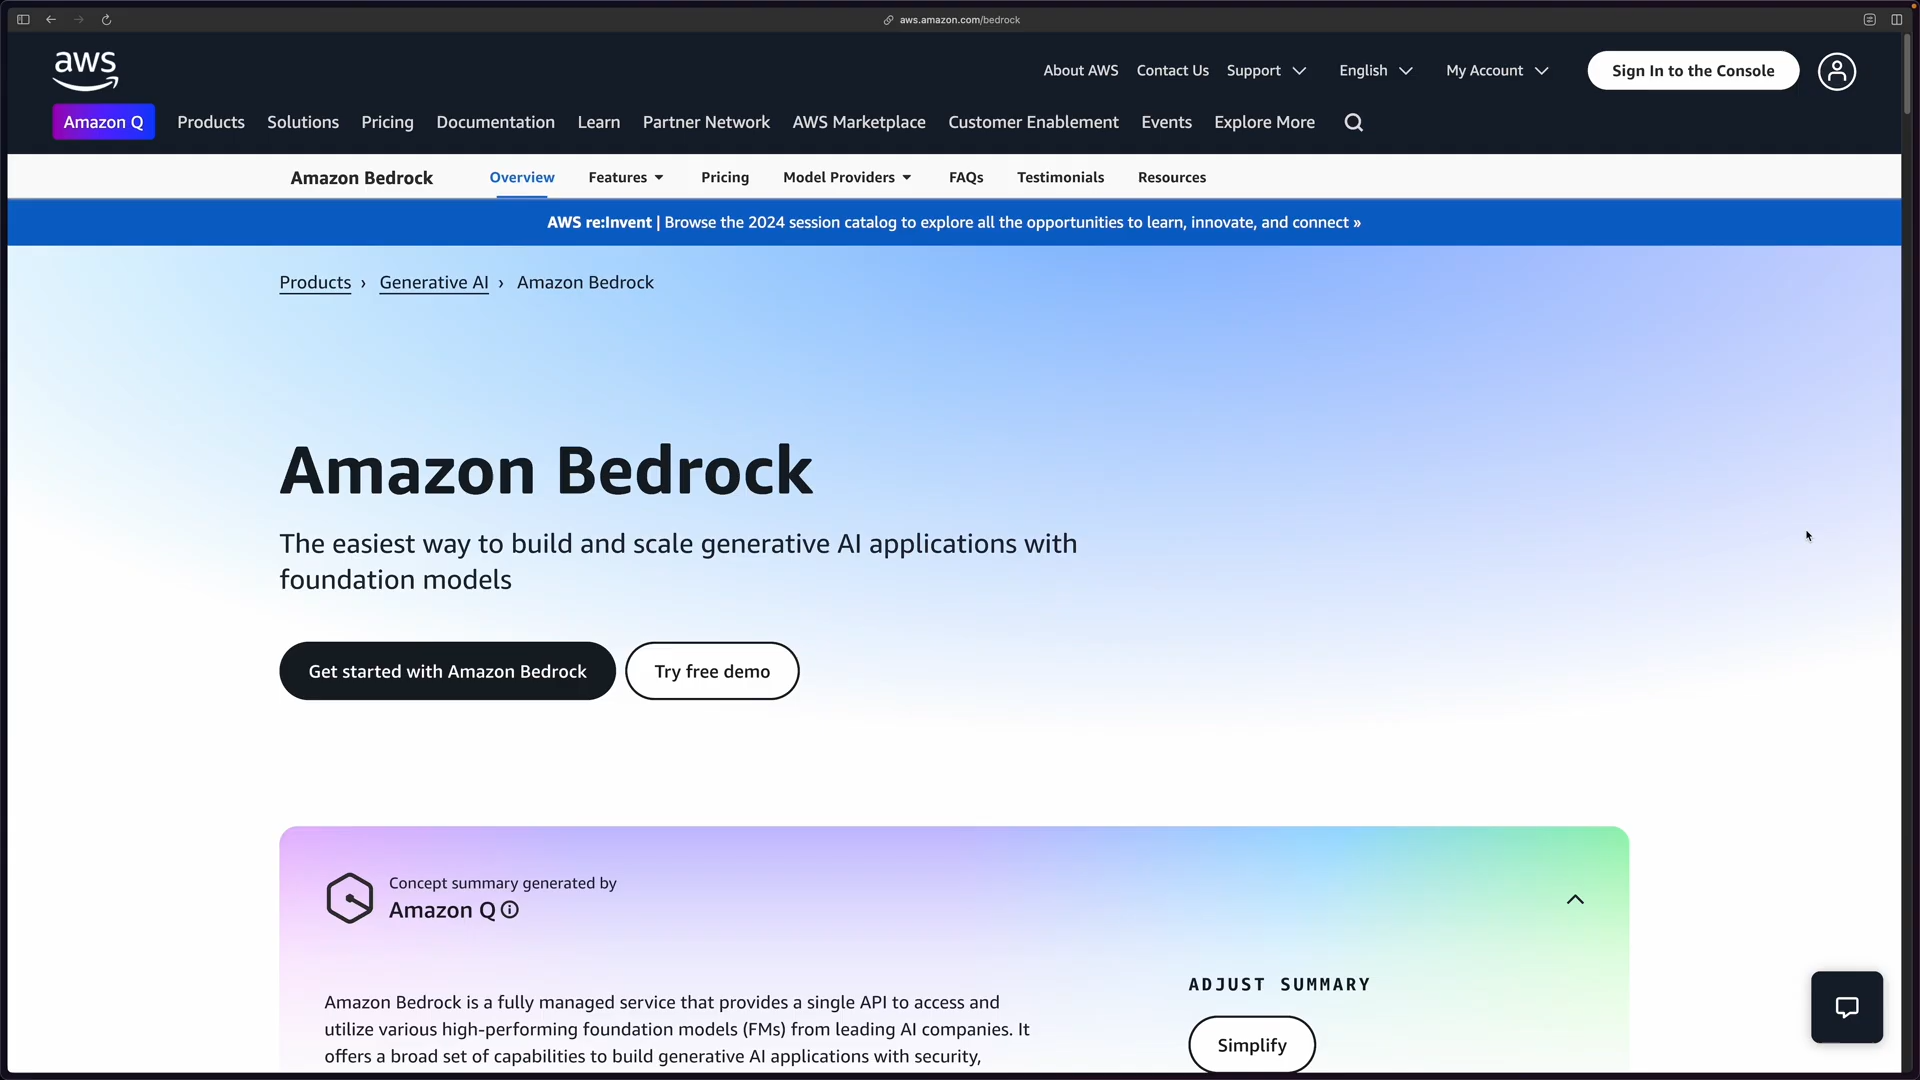 aws.amazon.com/bedrock
aws
About AWS Contact Us Support English My Account Sign In to the Console
Amazon Q Products Solutions Pricing Documentation Learn Partner Network AWS Marketplace Customer Enablement Events Explore More
Amazon Bedrock Overview Features Pricing Model Providers FAQs Testimonials Resources
AWS re:Invent | Browse the 2024 session catalog to explore all the opportunities to learn, innovate, and connect »
Products › Generative AI › Amazon Bedrock
Amazon Bedrock
The easiest way to build and scale generative AI applications with
foundation models
Get started with Amazon Bedrock Try free demo
Concept summary generated by
Amazon Q
Amazon Bedrock is a fully managed service that provides a single API to access and
utilize various high-performing foundation models (FMs) from leading AI companies. It
offers a broad set of capabilities to build generative AI applications with security,
ADJUST SUMMARY
Simplify